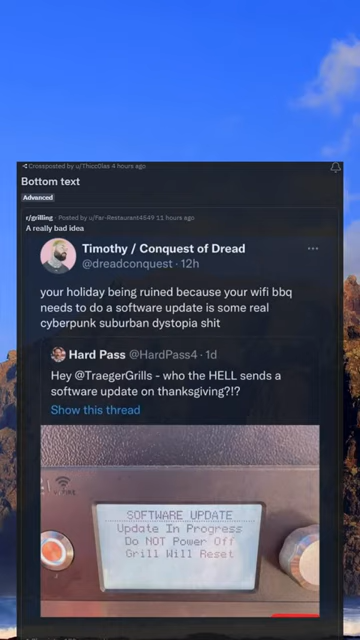 Crossposted by u/Thiccillas 4 hours ago
Bottom text
Advanced
r/grilling · Posted by u/Far-Restaurant4549 11 hours ago
A really bad idea
Timothy / Conquest of Dread
@dreadconquest · 12h
your holiday being ruined because your wifi bbq
needs to do a software update is some real
cyberpunk suburban dystopia shit
Hard Pass @HardPass4 · 1d
Hey @TraegerGrills - who the HELL sends a
software update on thanksgiving?!?
Show this thread
SOFTWARE UPDATE
Update In Progress
Do NOT Power Off
Grill Will Reset